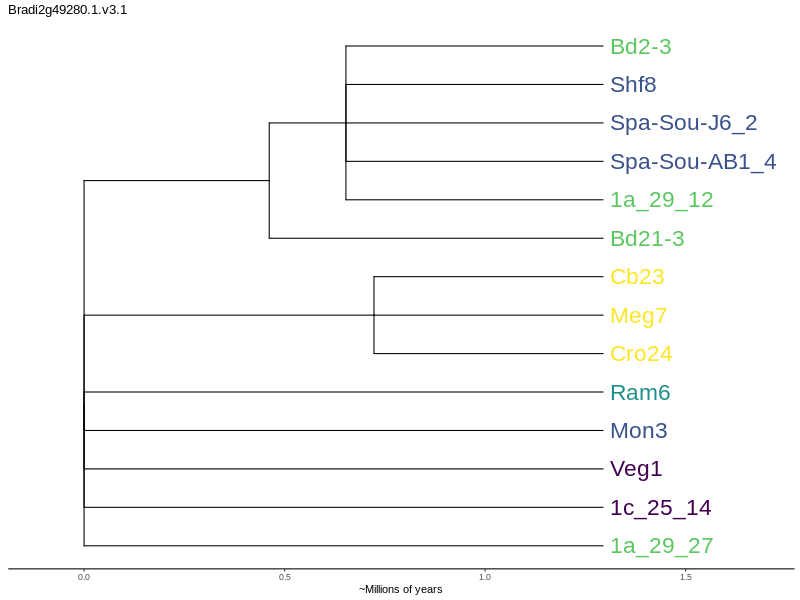 Bradi2g49280.1.v3.1
Bd2-3
Shf8
Spa-Sou-J6_2
Spa-Sou-AB1_4
1a_29_12
Bd21-3
Cb23
Meg7
Cro24
Ram6
Mon3
Veg1
1c_25_14
1a_29_27
0.0 0.5 1.0 1.5
~Millions of years